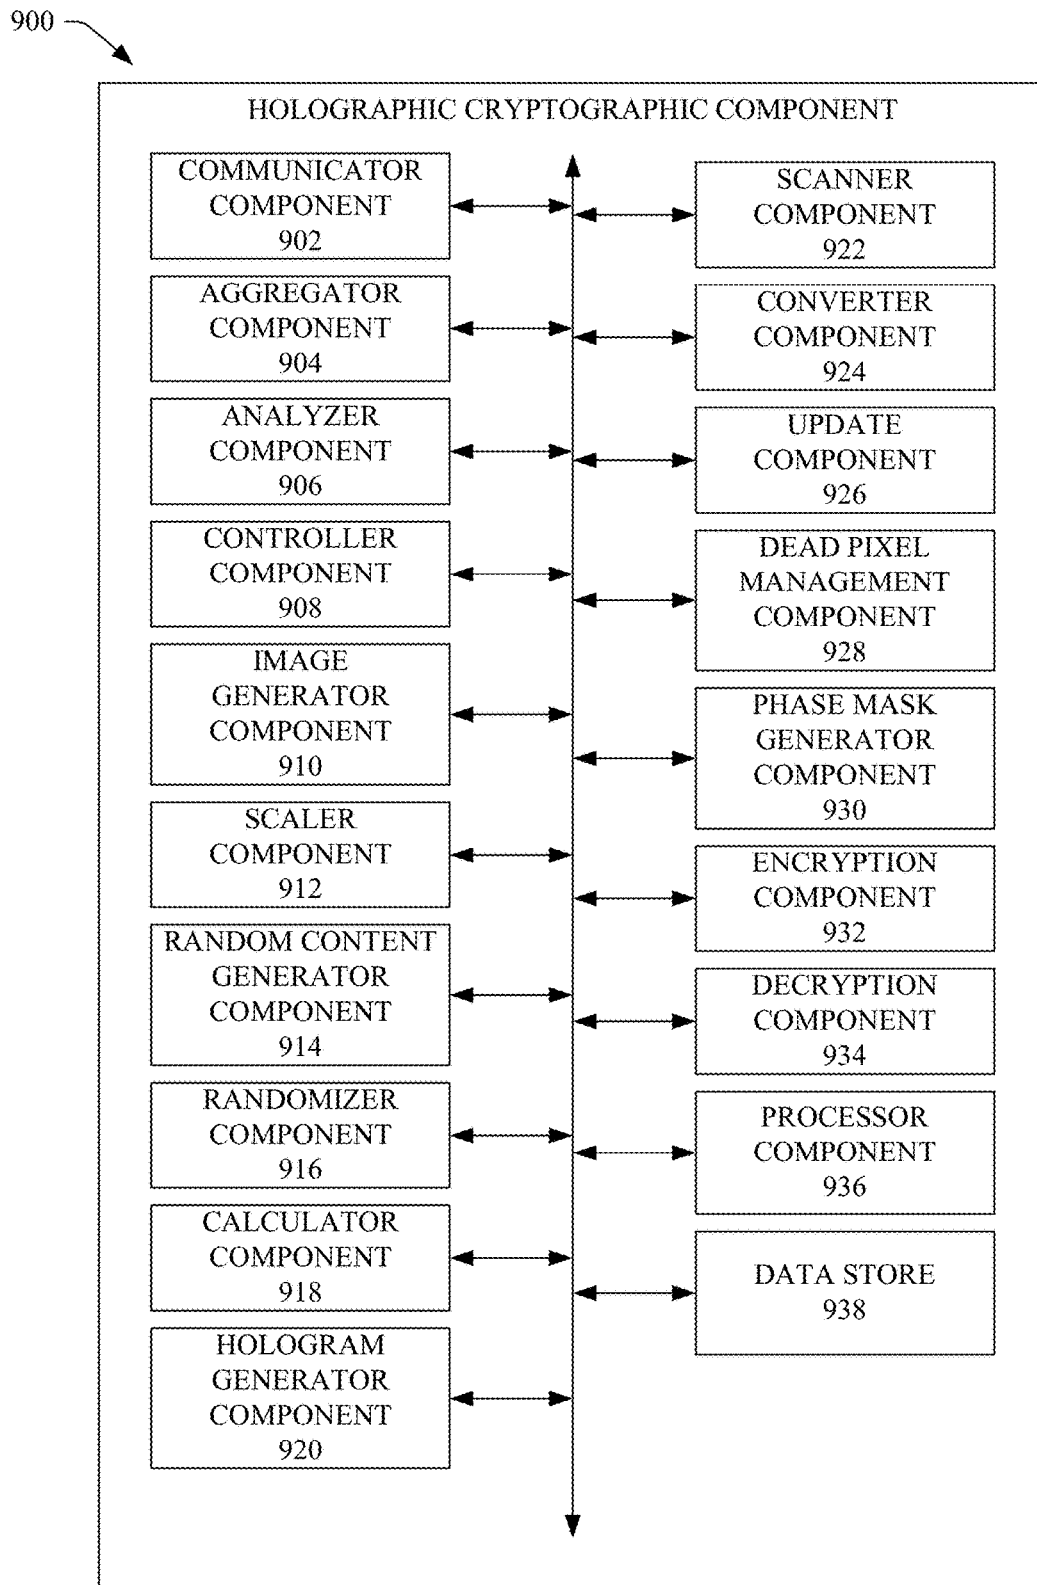 900
HOLOGRAPHIC CRYPTOGRAPHIC COMPONENT
COMMUNICATOR
COMPONENT
902
AGGREGATOR
COMPONENT
904
ANALYZER
COMPONENT
906
CONTROLLER
COMPONENT
908
IMAGE
GENERATOR
COMPONENT
910
SCALER
COMPONENT
912
RANDOM CONTENT
GENERATOR
COMPONENT
914
RANDOMIZER
COMPONENT
916
CALCULATOR
COMPONENT
918
HOLOGRAM
GENERATOR
COMPONENT
920
SCANNER
COMPONENT
922
CONVERTER
COMPONENT
924
UPDATE
COMPONENT
926
DEAD PIXEL
MANAGEMENT
COMPONENT
928
PHASE MASK
GENERATOR
COMPONENT
930
ENCRYPTION
COMPONENT
932
DECRYPTION
COMPONENT
934
PROCESSOR
COMPONENT
936
DATA STORE
938